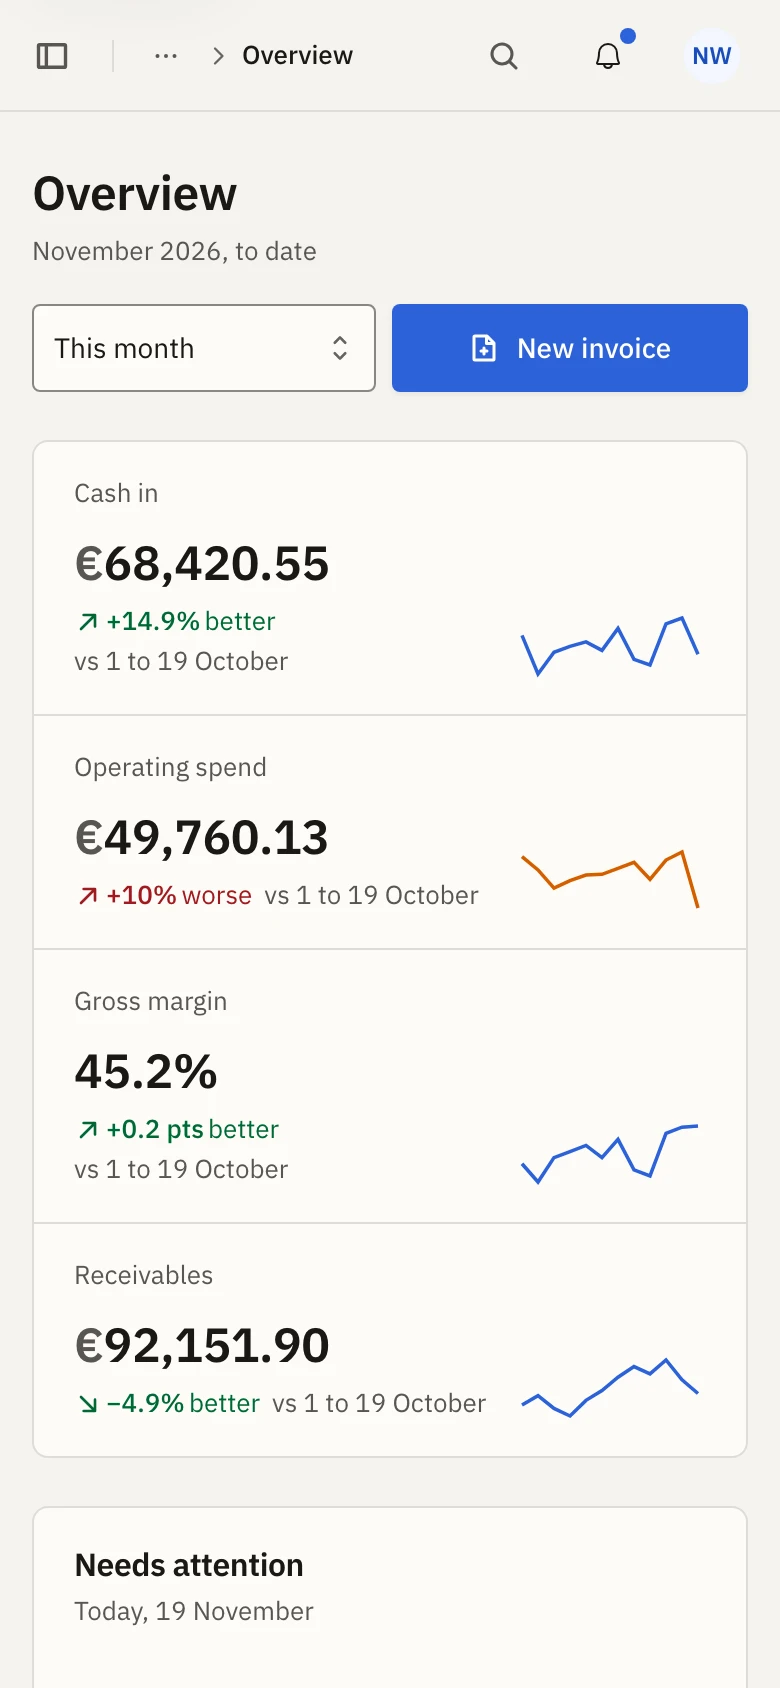 ... > Overview NW
Overview
November 2026, to date
This month New invoice
Cash in
€68,420.55
+14.9% better
vs 1 to 19 October
Operating spend
€49,760.13
+10% worse vs 1 to 19 October
Gross margin
45.2%
+0.2 pts better
vs 1 to 19 October
Receivables
€92,151.90
−4.9% better vs 1 to 19 October
Needs attention
Today, 19 November